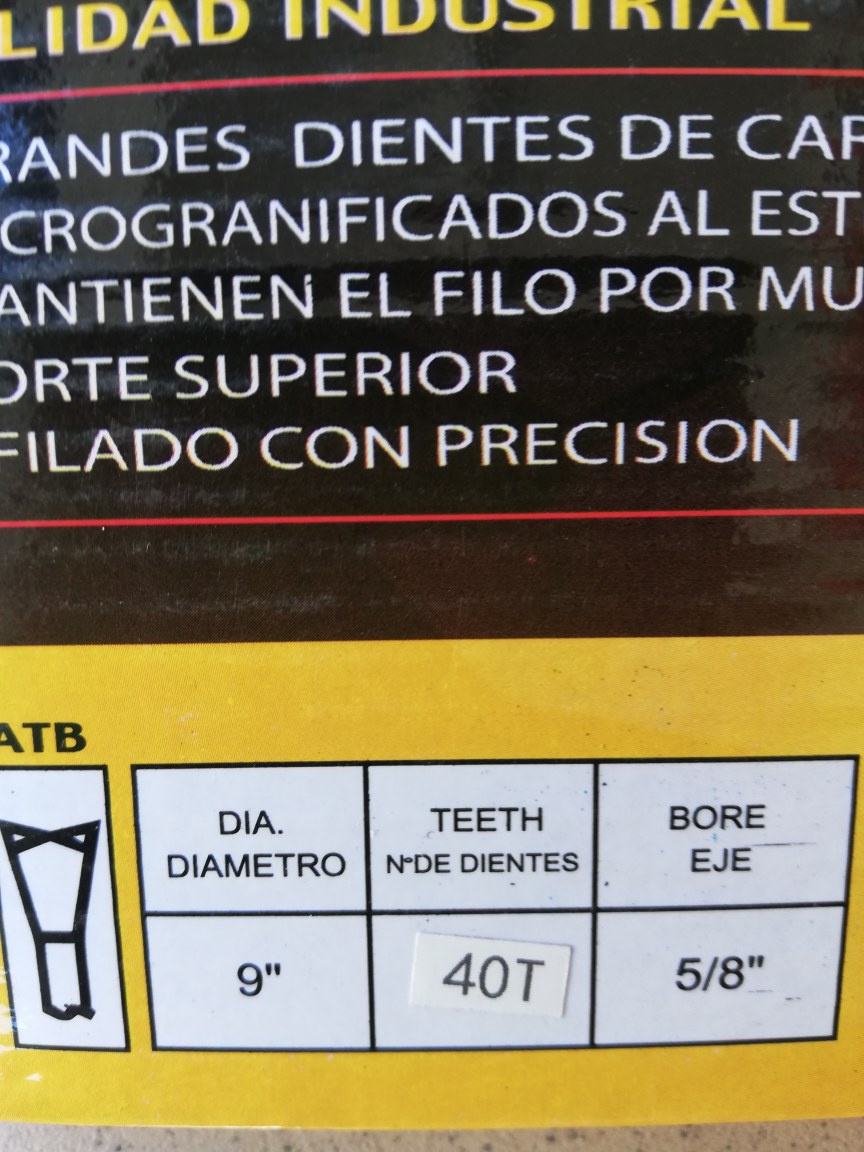 LIDAD INDUSTRIAL
RANDES DIENTES DE CAR
CROGRANIFICADOS AL EST
ANTIENEN EL FILO POR MU
ORTE SUPERIOR
FILADO CON PRECISION
ATB
DIA. TEETH BORE
DIAMETRO N°DE DIENTES EJE
9" 40T 5/8"